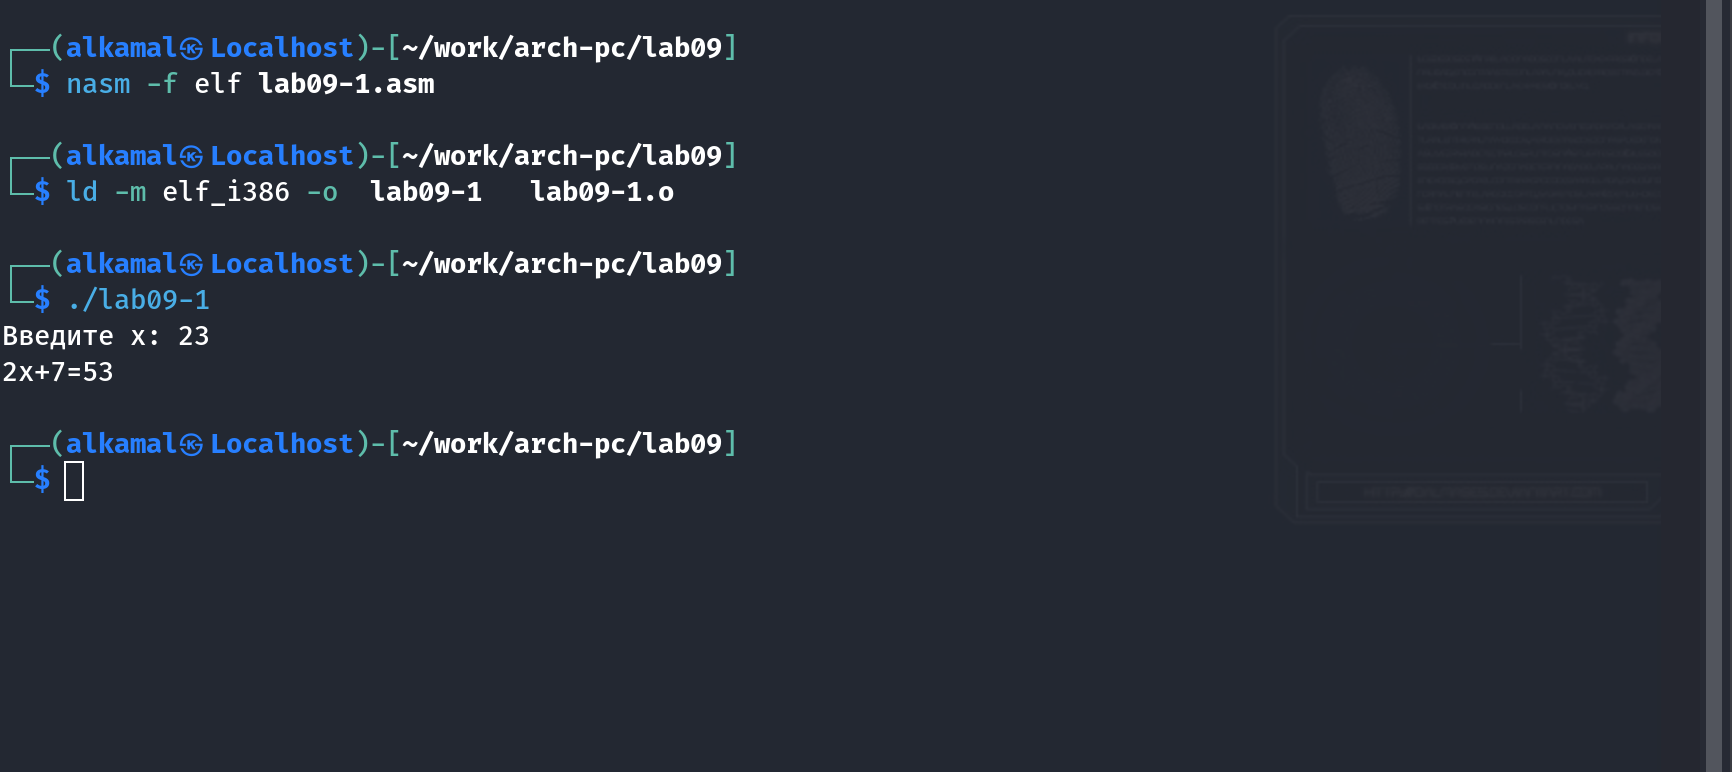 ┌──(alkamal㉿Localhost)-[~/work/arch-pc/lab09]
└─$ nasm -f elf lab09-1.asm
┌──(alkamal㉿Localhost)-[~/work/arch-pc/lab09]
└─$ ld -m elf_i386 -o  lab09-1   lab09-1.o
┌──(alkamal㉿Localhost)-[~/work/arch-pc/lab09]
└─$ ./lab09-1
Введите x: 23
2x+7=53
┌──(alkamal㉿Localhost)-[~/work/arch-pc/lab09]
└─$